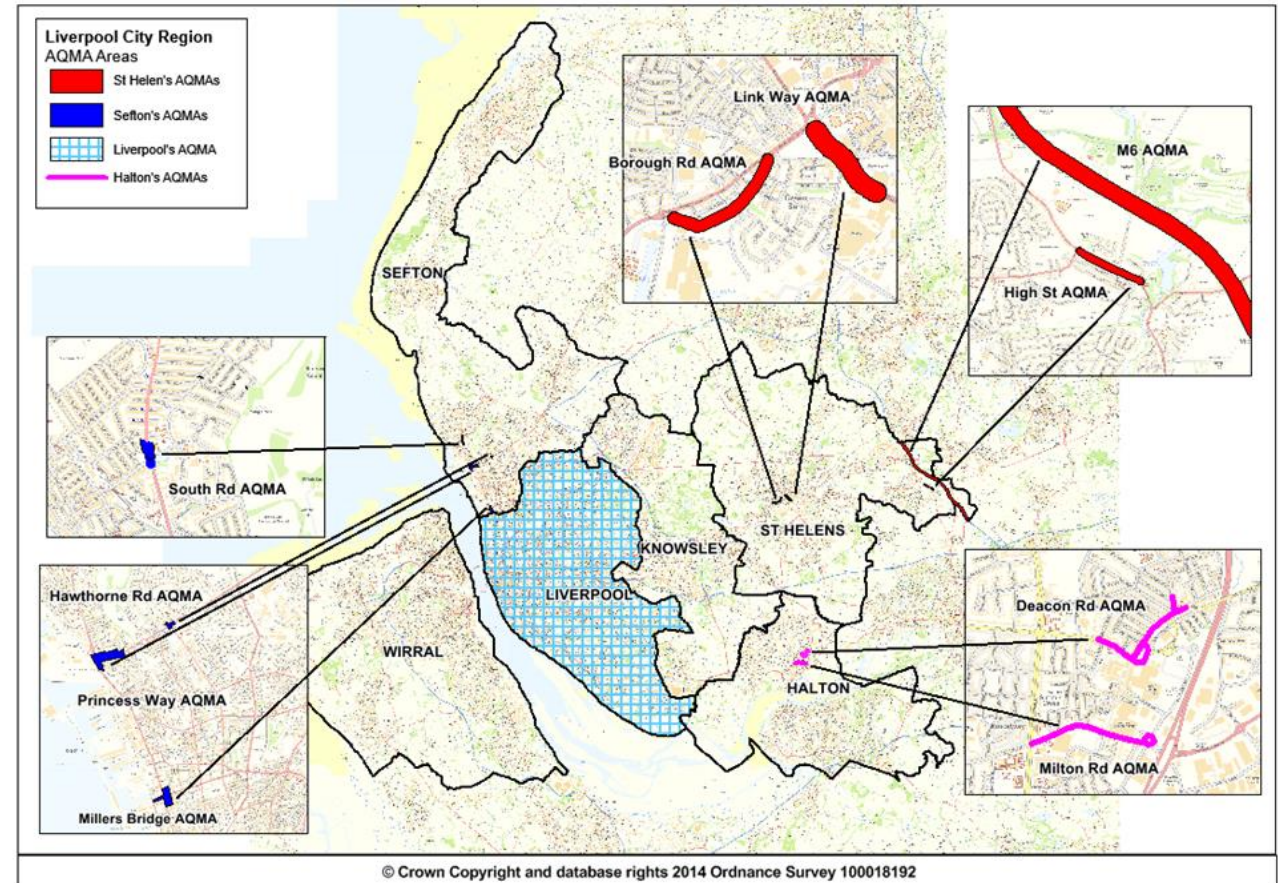 Liverpool City Region
AQMA Areas
St Helen's AQMAs
Sefton's AQMAs
Liverpool's AQMA
Halton's AQMAs
Link Way AQMA
Borough Rd AQMA
M6 AQMA
High St AQMA
SEFTON
South Rd AQMA
ST HELENS
KNOWSLEY
LIVERPOOL
Hawthorne Rd AQMA
Princess Way AQMA
Millers Bridge AQMA
WIRRAL
HALTON
Deacon Rd AQMA
Milton Rd AQMA
© Crown Copyright and database rights 2014 Ordnance Survey 100018192